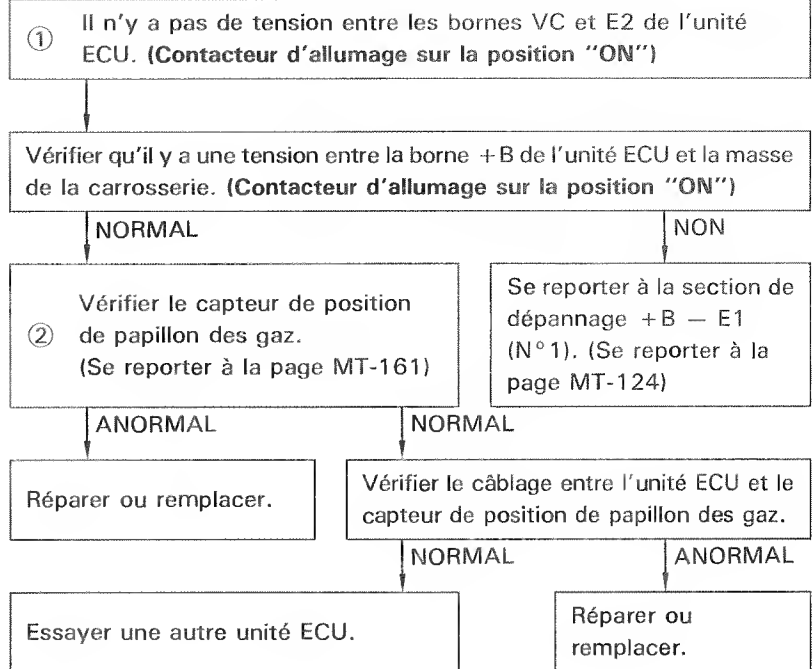 ① Il n'y a pas de tension entre les bornes VC et E2 de l'unité
ECU. (Contacteur d'allumage sur la position "ON")
Vérifier qu'il y a une tension entre la borne +B de l'unité ECU et la masse
de la carrosserie. (Contacteur d'allumage sur la position "ON")
NORMAL
NON
② Vérifier le capteur de position
de papillon des gaz.
(Se reporter à la page MT-161)
Se reporter à la section de
dépannage +B — E1
(N°1). (Se reporter à la
page MT-124)
ANORMAL
NORMAL
Réparer ou remplacer.
Vérifier le câblage entre l'unité ECU et le
capteur de position de papillon des gaz.
NORMAL
ANORMAL
Essayer une autre unité ECU.
Réparer ou
remplacer.